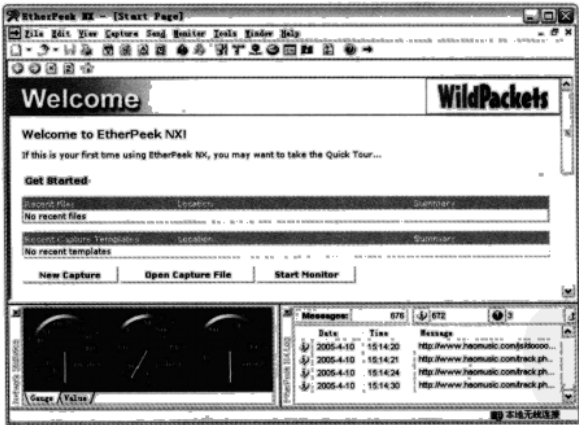 EtherPeek NX - [Start Page]
File Edit View Capture Send Monitor Tools Window Help
Welcome
WildPackets
Welcome to EtherPeek NX!
If this is your first time using EtherPeek NX, you may want to take the Quick Tour...
Get Started
Recent Files Location Summary
No recent files
Recent Capture Templates Location Summary
No recent templates
New Capture Open Capture File Start Monitor
Network Statistics
Gauge Value
EtherPeek NX Log
Messages: 676 672 3
Date Time Message
2005-4-10 15:14:20
2005-4-10 15:14:21 http://www.haomusic.com/track.ph...
2005-4-10 15:14:24 http://www.haomusic.com/track.ph...
2005-4-10 15:14:30 http://www.haomusic.com/track.ph...
本地无线连接